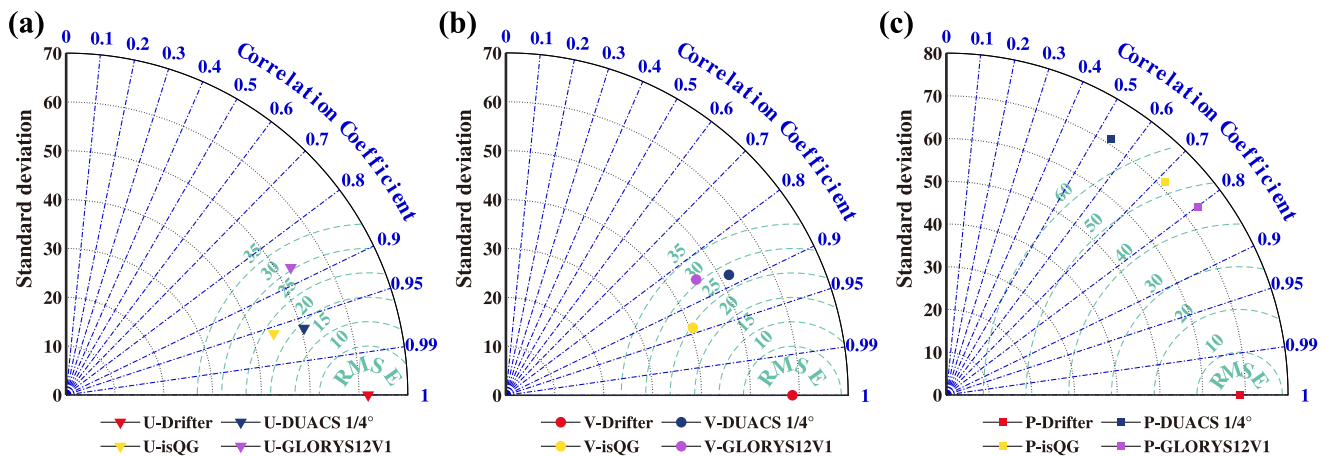 (a)
Standard deviation
70
60
50
40
30
20
10
0
0 0.1 0.2 0.3 0.4 0.5 0.6 0.7 0.8 0.9 0.95 0.99 1
Correlation Coefficient
35 30 25 20 15 10
RMSE
U-Drifter U-DUACS 1/4°
U-isQG U-GLORYS12V1
(b)
Standard deviation
70
60
50
40
30
20
10
0
0 0.1 0.2 0.3 0.4 0.5 0.6 0.7 0.8 0.9 0.95 0.99 1
Correlation Coefficient
35 30 25 20 15 10
RMSE
V-Drifter V-DUACS 1/4°
V-isQG V-GLORYS12V1
(c)
Standard deviation
80
70
60
50
40
30
20
10
0
0 0.1 0.2 0.3 0.4 0.5 0.6 0.7 0.8 0.9 0.95 0.99 1
Correlation Coefficient
60 50 40 30 20 10
RMSE
P-Drifter P-DUACS 1/4°
P-isQG P-GLORYS12V1